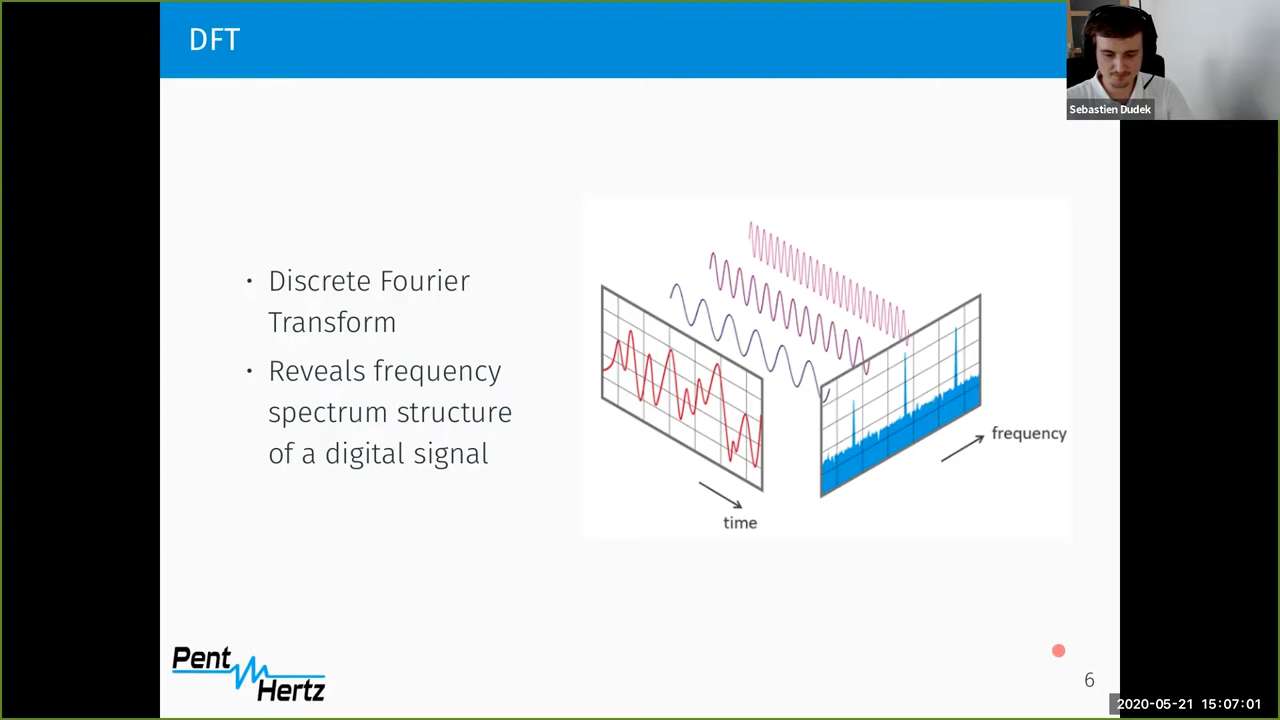 DFT
Sebastien Dudek
• Discrete Fourier
Transform
• Reveals frequency
spectrum structure
of a digital signal
frequency
time
Pent
Hertz
6
2020-05-21 15:07:01